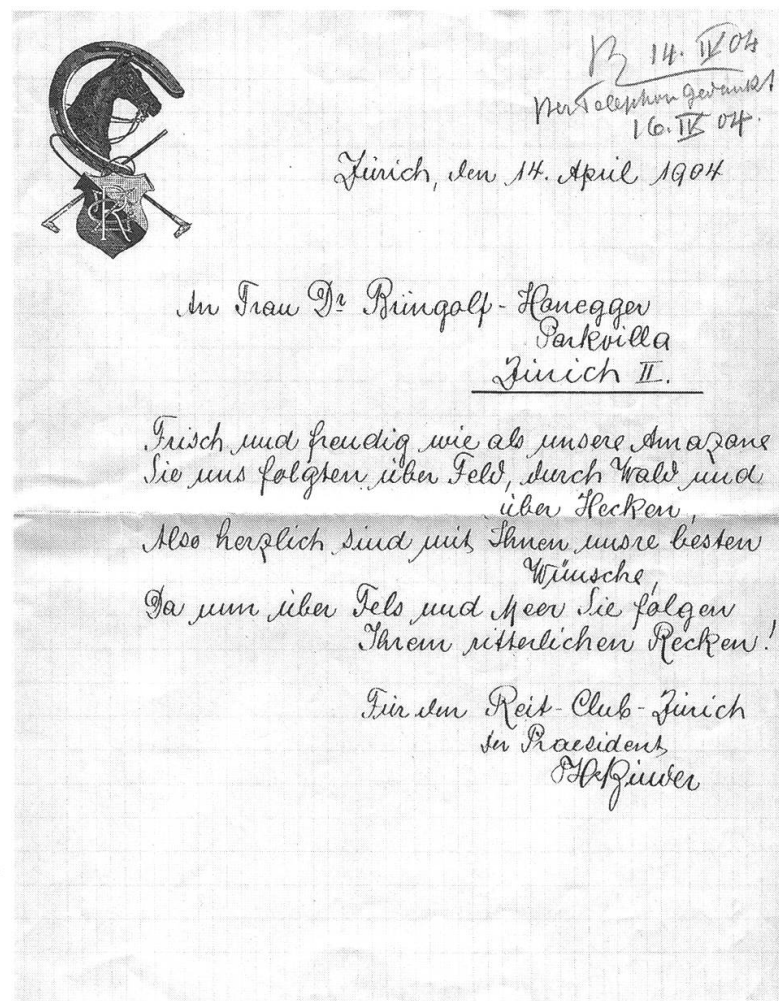 14. IV 04
per Telephon gedankt
16. IV 04.
Zürich, den 14. April 1904
An Frau Dr. Bringolf-Honegger
Parkvilla
Zürich II.
Frisch und freudig wie als unsere Amazone
Sie uns folgten über Feld, durch Wald und
über Hecken,
Also herzlich sind mit Ihnen unsre besten
Wünsche,
Da nun über Fels und Meer Sie folgen
Ihrem ritterlichen Recken!
Für den Reit-Club-Zürich
der Praesident